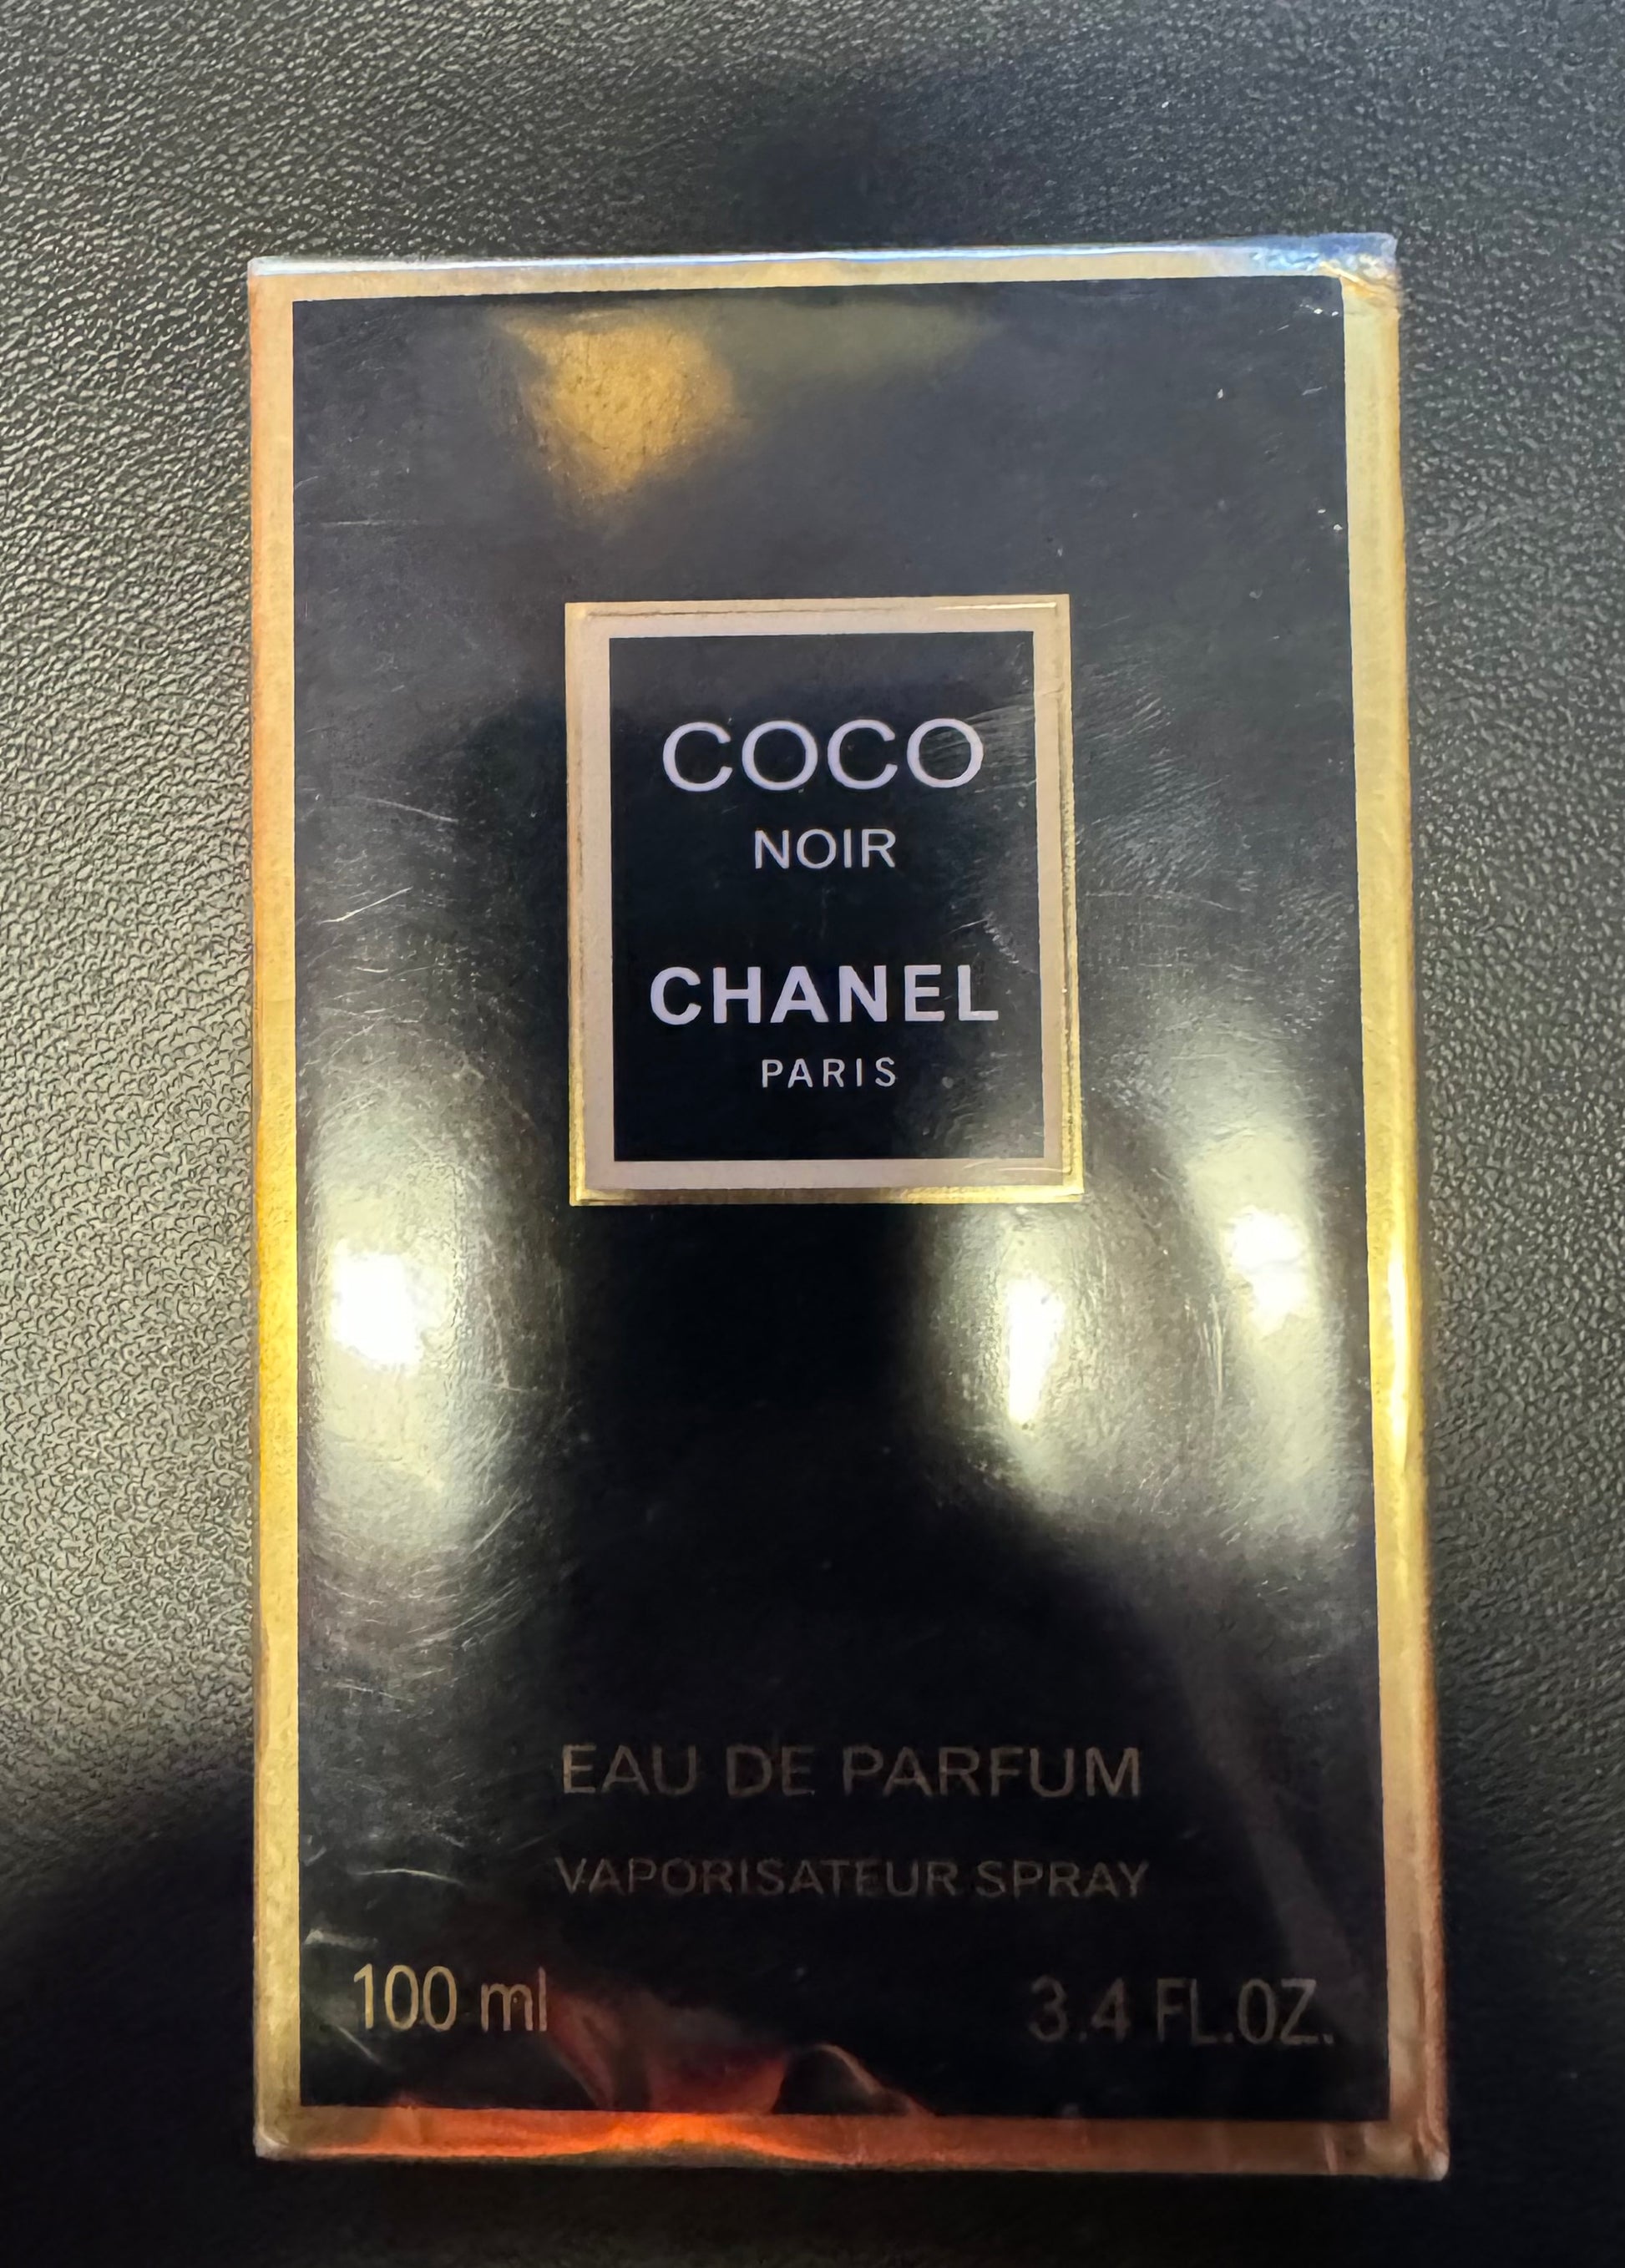 COCO
NOIR
CHANEL
PARIS
EAU DE PARFUM
VAPORISATEUR SPRAY
100 ml 3.4 FL.OZ.